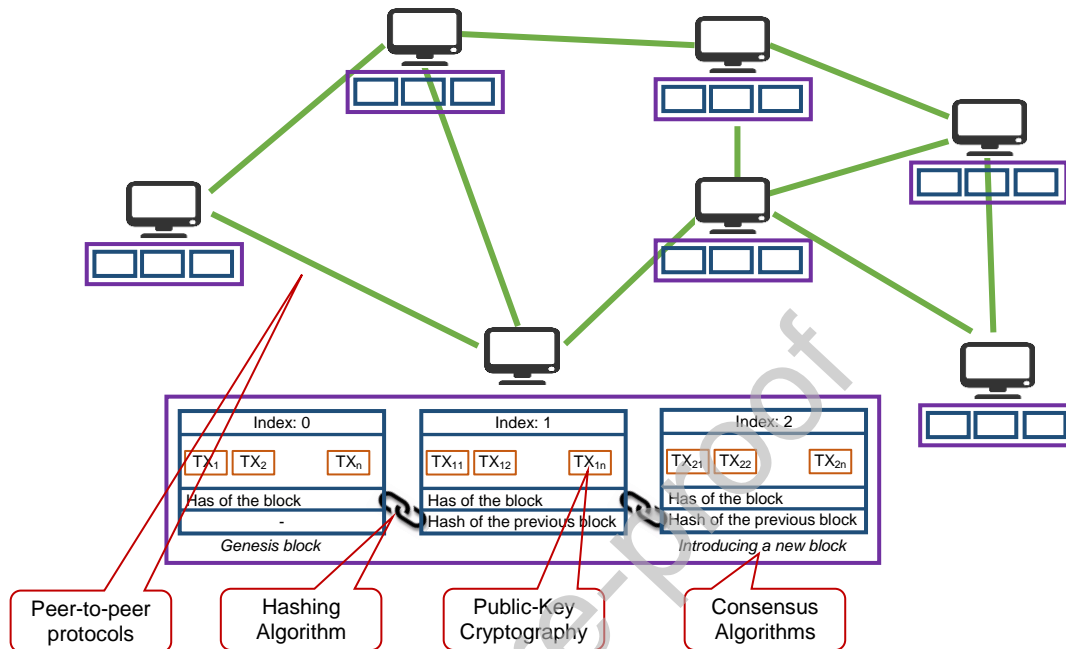 Index: 0
TX1 TX2 TXn
Has of the block
-
Genesis block
Index: 1
TX11 TX12 TX1n
Has of the block
Hash of the previous block
Index: 2
TX21 TX22 TX2n
Has of the block
Hash of the previous block
Introducing a new block
Peer-to-peer
protocols
Hashing
Algorithm
Public-Key
Cryptography
Consensus
Algorithms
e-proof